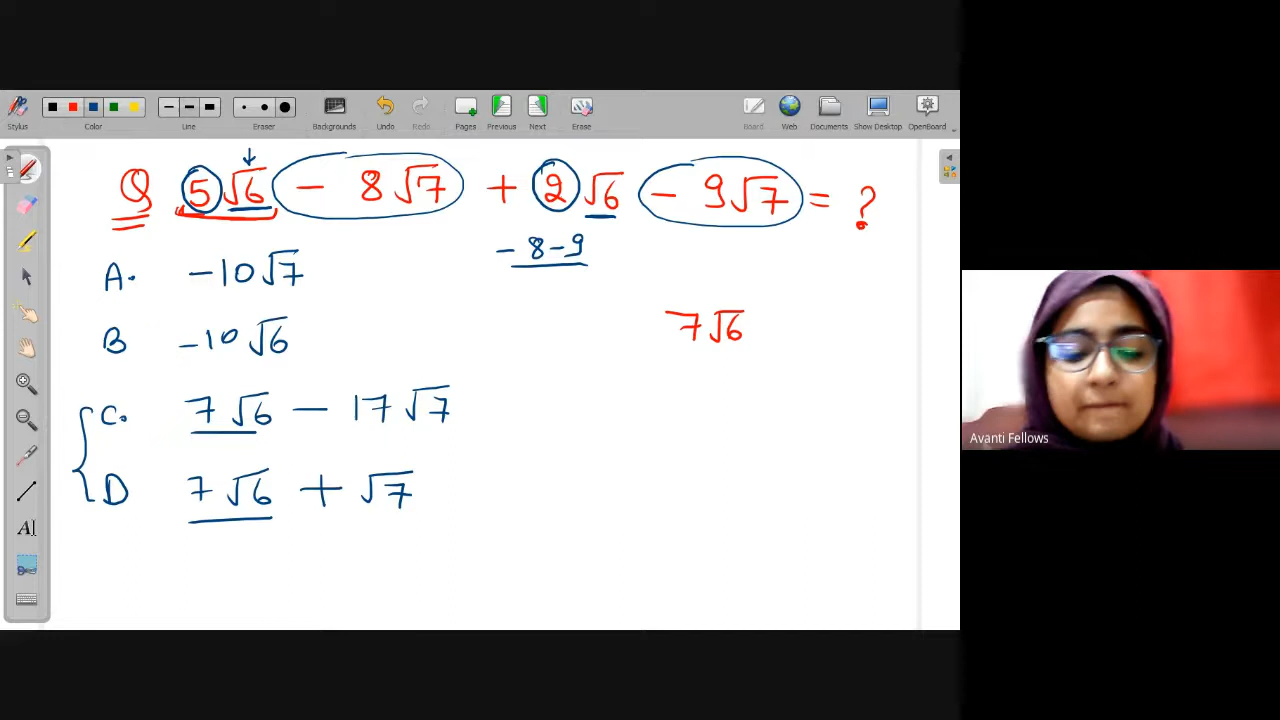 Stylus Color Line Eraser Backgrounds Undo Redo Pages Previous Next Erase Board Web Documents Show Desktop OpenBoard
Q 5√6 - 8√7 + 2√6 - 9√7 = ?
-8-9
A. -10√7
7√6
B -10√6
C. 7√6 - 17√7
D 7√6 + √7
Avanti Fellows